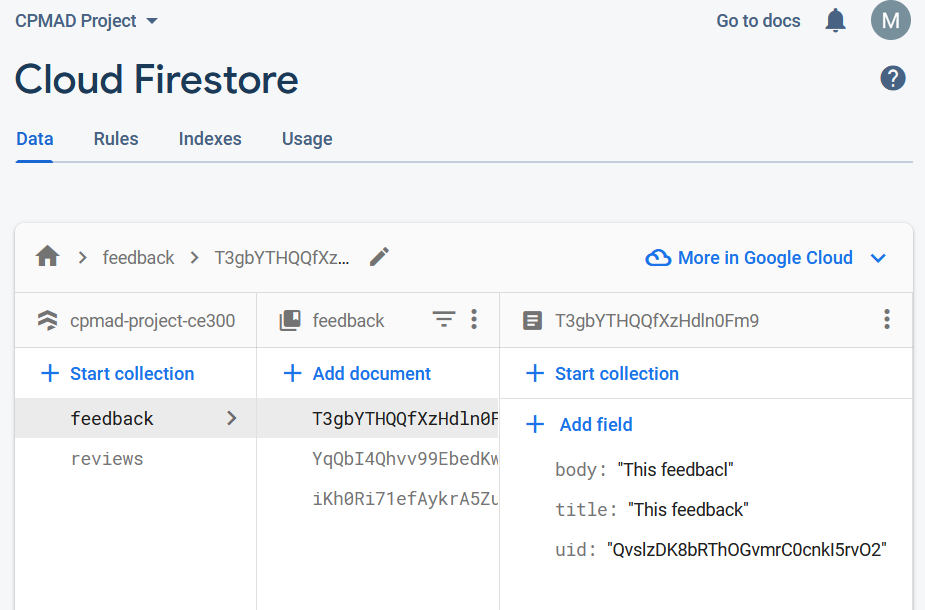 CPMAD Project
Go to docs
M
Cloud Firestore
?
Data Rules Indexes Usage
feedback
T3gbYTHQQfXz...
More in Google Cloud
cpmad-project-ce300
feedback
T3gbYTHQQfXzHdln0Fm9
+ Start collection
+ Add document
+ Start collection
feedback
T3gbYTHQQfXzHdln0F
+ Add field
reviews
YqQbI4Qhvv99EbedKw
body: "This feedbacl"
iKh0Ri71efAykrA5Zu
title: "This feedback"
uid: "QvslzDK8bRThOGvmrC0cnkI5rvO2"